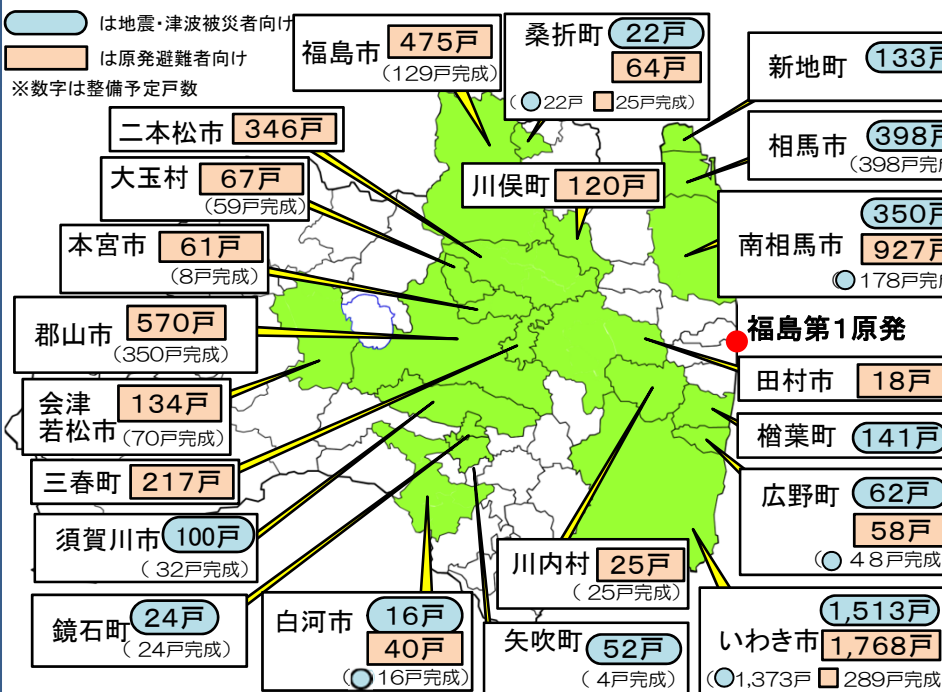 は地震・津波被災者向け
は原発避難者向け
※数字は整備予定戸数
福島市 475戸
(129戸完成)
桑折町 22戸
64戸
(22戸 25戸完成)
新地町 133戸
相馬市 398戸
(398戸完
二本松市 346戸
大玉村 67戸
(59戸完成)
川俣町 120戸
南相馬市 350戸
927戸
( 178戸完
本宮市 61戸
(8戸完成)
郡山市 570戸
(350戸完成)
福島第1原発
田村市 18戸
会津
若松市 134戸
(70戸完成)
楢葉町 141戸
三春町 217戸
広野町 62戸
58戸
( 48戸完成)
須賀川市 100戸
( 32戸完成)
川内村 25戸
( 25戸完成)
鏡石町 24戸
( 24戸完成)
白河市 16戸
40戸
( 16戸完成)
矢吹町 52戸
( 4戸完成)
いわき市 1,513戸
1,768戸
(1,373戸 289戸完成